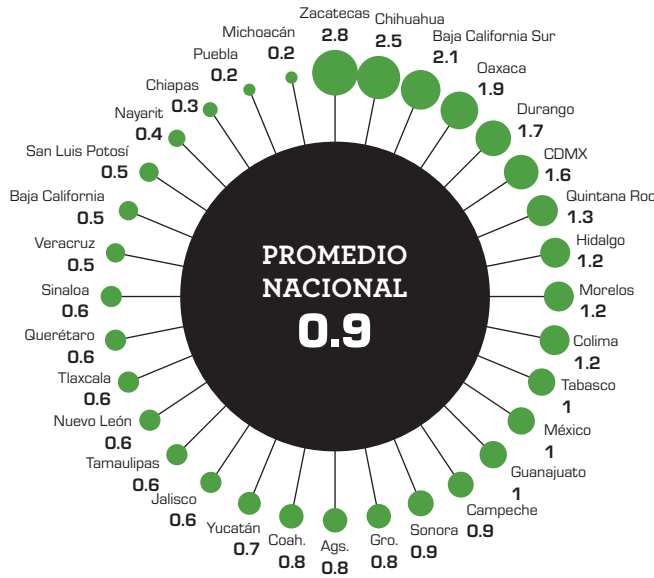 Zacatecas
2.8
Chihuahua
2.5
Baja California Sur
2.1
Oaxaca
1.9
Durango
1.7
CDMX
1.6
Quintana Roo
1.3
Hidalgo
1.2
Morelos
1.2
Colima
1.2
Tabasco
1
México
1
Guanajuato
1
Campeche
0.9
Sonora
0.9
Gro.
0.8
Ags.
0.8
Coah.
0.8
Yucatán
0.7
Jalisco
0.6
Tamaulipas
0.6
Nuevo León
0.6
Tlaxcala
0.6
Querétaro
0.6
Sinaloa
0.6
Veracruz
0.5
Baja California
0.5
San Luis Potosí
0.5
Nayarit
0.4
Chiapas
0.3
Puebla
0.2
Michoacán
0.2
PROMEDIO
NACIONAL
0.9